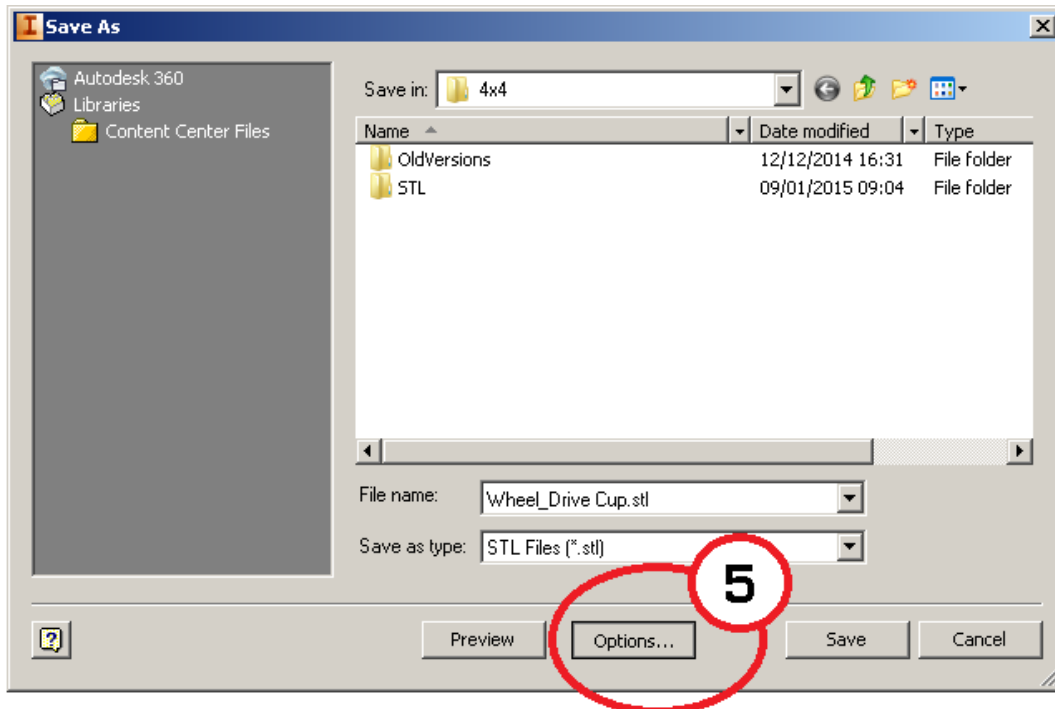 I Save As
Autodesk 360
Libraries
Content Center Files
Save in: 4x4
Name Date modified Type
OldVersions 12/12/2014 16:31 File folder
STL 09/01/2015 09:04 File folder
File name: Wheel_Drive Cup.stl
Save as type: STL Files (*.stl)
5
Preview Options... Save Cancel